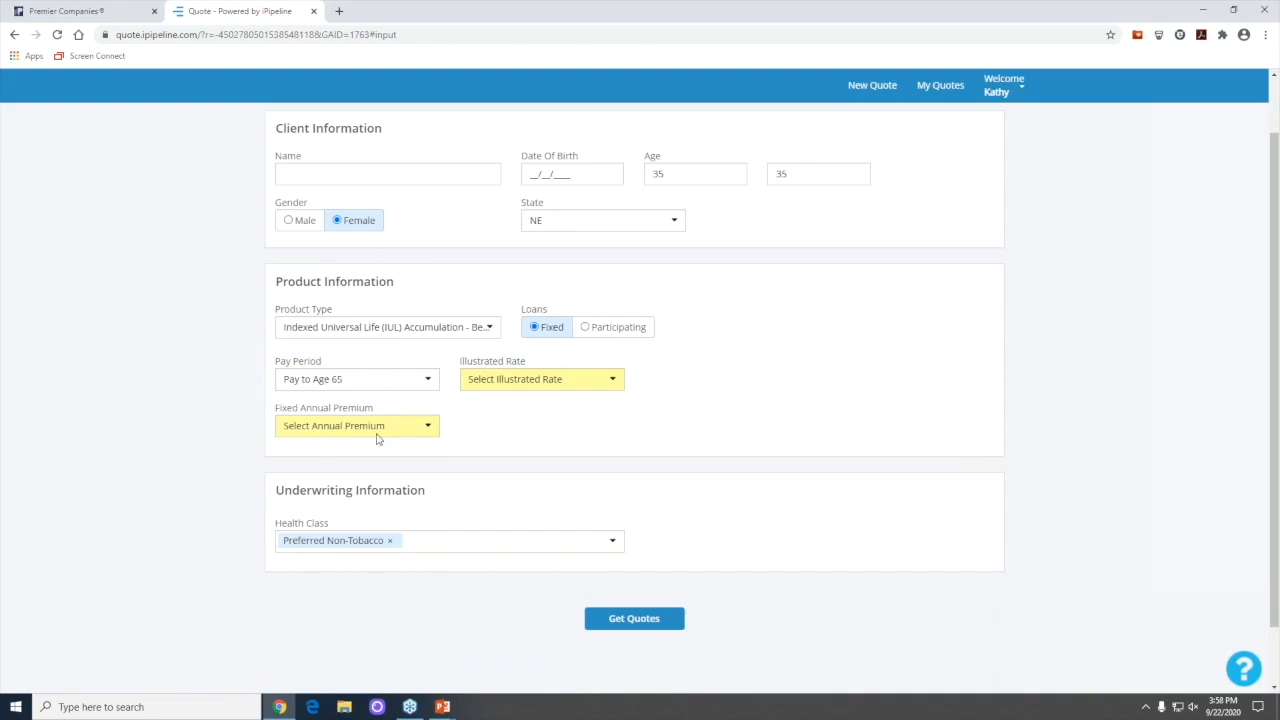 Premier Companies®
Quote - Powered by iPipeline
quote.ipipeline.com/?r=-4502780501538548118&GAID=1763#input
Apps
Screen Connect
New Quote
My Quotes
Welcome
Kathy
Client Information
Name
Date Of Birth
Age
__/__/____
35
35
Gender
State
Male
Female
NE
Product Information
Product Type
Loans
Indexed Universal Life (IUL) Accumulation - Be...
Fixed
Participating
Pay Period
Illustrated Rate
Pay to Age 65
Select Illustrated Rate
Fixed Annual Premium
Select Annual Premium
Underwriting Information
Health Class
Preferred Non-Tobacco ×
Get Quotes
?
Type here to search
3:58 PM
9/22/2020